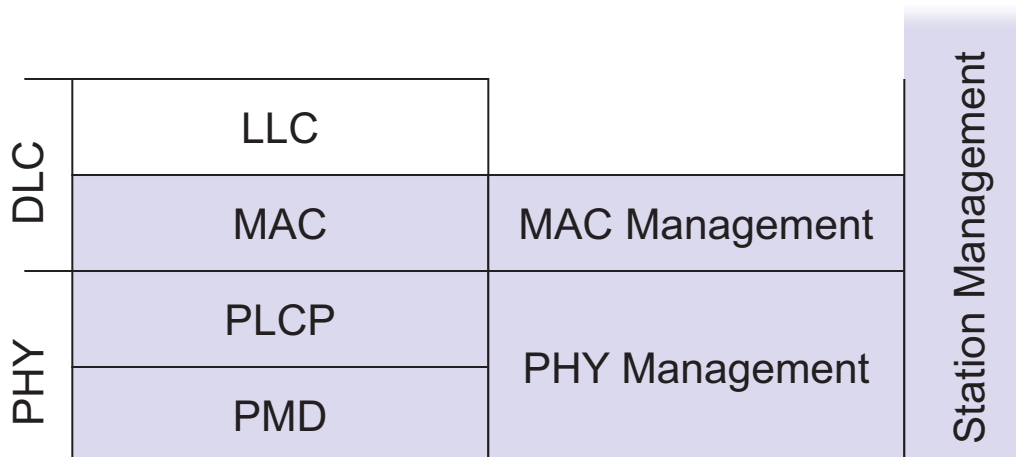 DLC
LLC
MAC
MAC Management
PHY
PLCP
PMD
PHY Management
Station Management